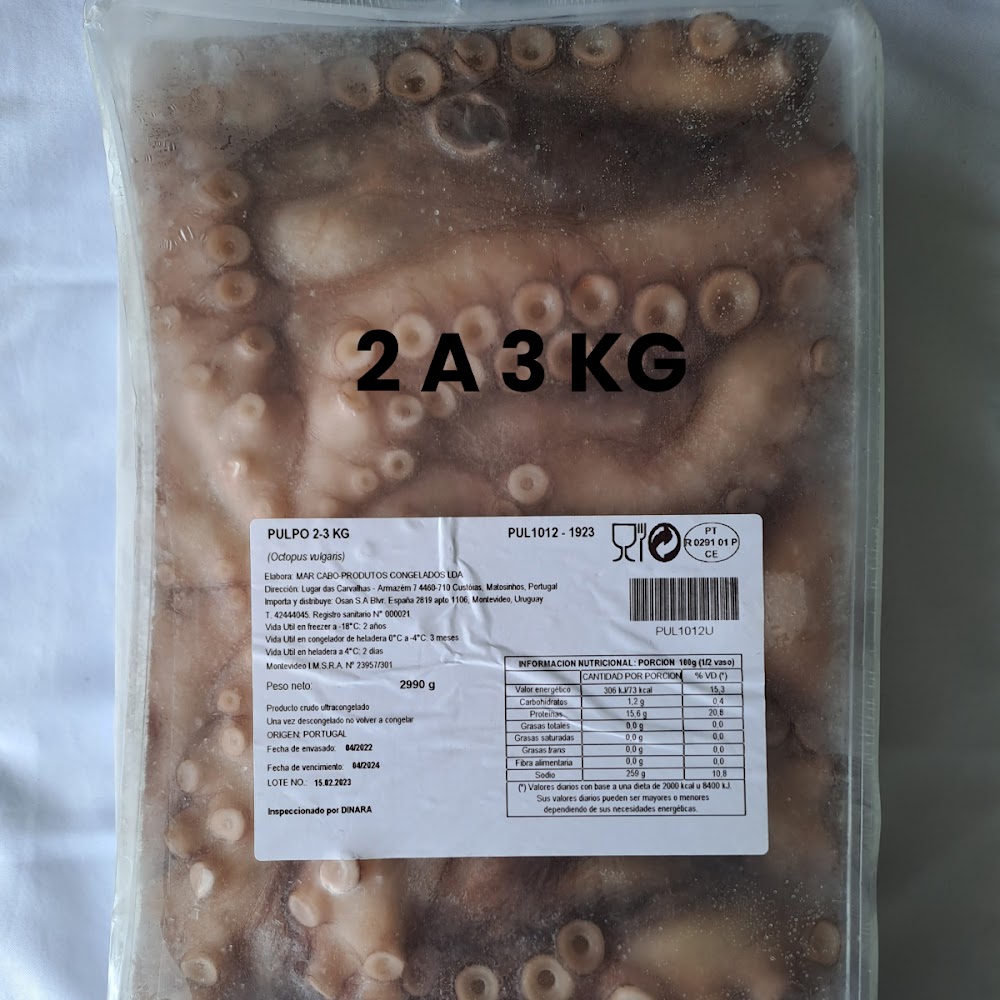 2 A 3 KG
PULPO 2-3 KG
PUL1012 - 1923
PT
R 0291 01 P
CE
(Octopus vulgaris)
Elabora: MAR CABO-PRODUTOS CONGELADOS LDA
Dirección: Lugar das Carvalhas - Armazém 7 4460-710 Custóias, Matosinhos, Portugal
Importa y distribuye: Osan S.A Blvr. España 2819 apto 1106, Montevideo, Uruguay
T. 42444045. Registro sanitario N° 000021
Vida Util en freezer a -18°C: 2 años
Vida Util en congelador de heladera 0°C a -4°C: 3 meses
Vida Util en heladera a 4°C: 2 dias
Montevideo I.M.S.R.A. N° 23957/301
PUL1012U
Peso neto: 2990 g
Producto crudo ultracongelado
Una vez descongelado no volver a congelar
ORIGEN: PORTUGAL
Fecha de envasado: 04/2022
Fecha de vencimiento: 04/2024
LOTE NO.: 15.02.2023
Inspeccionado por DINARA
INFORMACION NUTRICIONAL: PORCIÓN 100g (1/2 vaso)
CANTIDAD POR PORCION % VD (*)
Valor energético 306 kJ/73 kcal 15,3
Carbohidratos 1,2 g 0,4
Proteinas 15,6 g 20,8
Grasas totales 0,0 g 0,0
Grasas saturadas 0,0 g 0,0
Grasas trans 0,0 g 0,0
Fibra alimentaria 0,0 g 0,0
Sodio 259 g 10,8
(*) Valores diarios con base a una dieta de 2000 kcal u 8400 kJ.
Sus valores diarios pueden ser mayores o menores
dependiendo de sus necesidades energéticas.